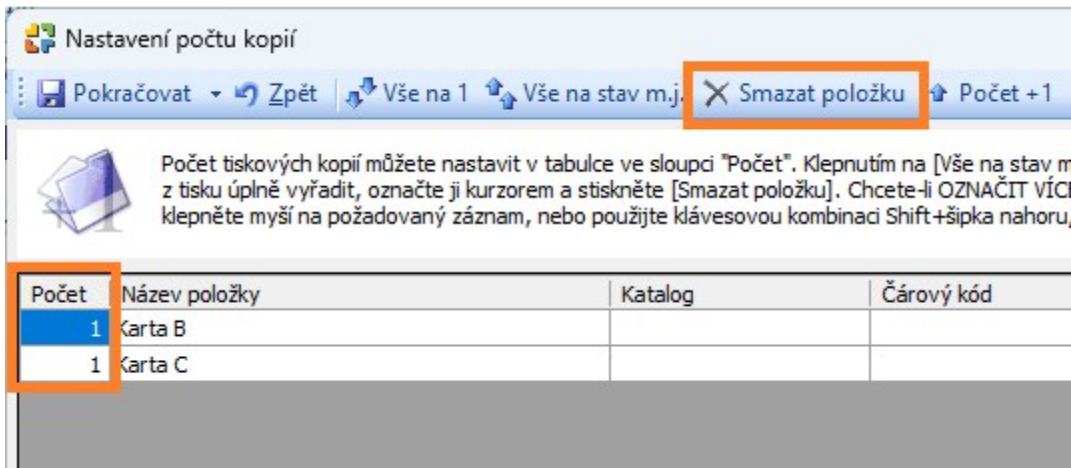 Nastavení počtu kopií
Pokračovat Zpět Vše na 1 Vše na stav m.j. Smazat položku Počet +1
Počet tiskových kopií můžete nastavit v tabulce ve sloupci "Počet". Klepnutím na [Vše na stav m
z tisku úplně vyřadit, označte ji kurzorem a stiskněte [Smazat položku]. Chcete-li OZNAČIT VÍCE
klepněte myší na požadovaný záznam, nebo použijte klávesovou kombinaci Shift+šipka nahoru,
Počet Název položky Katalog Čárový kód
1 Karta B
1 Karta C